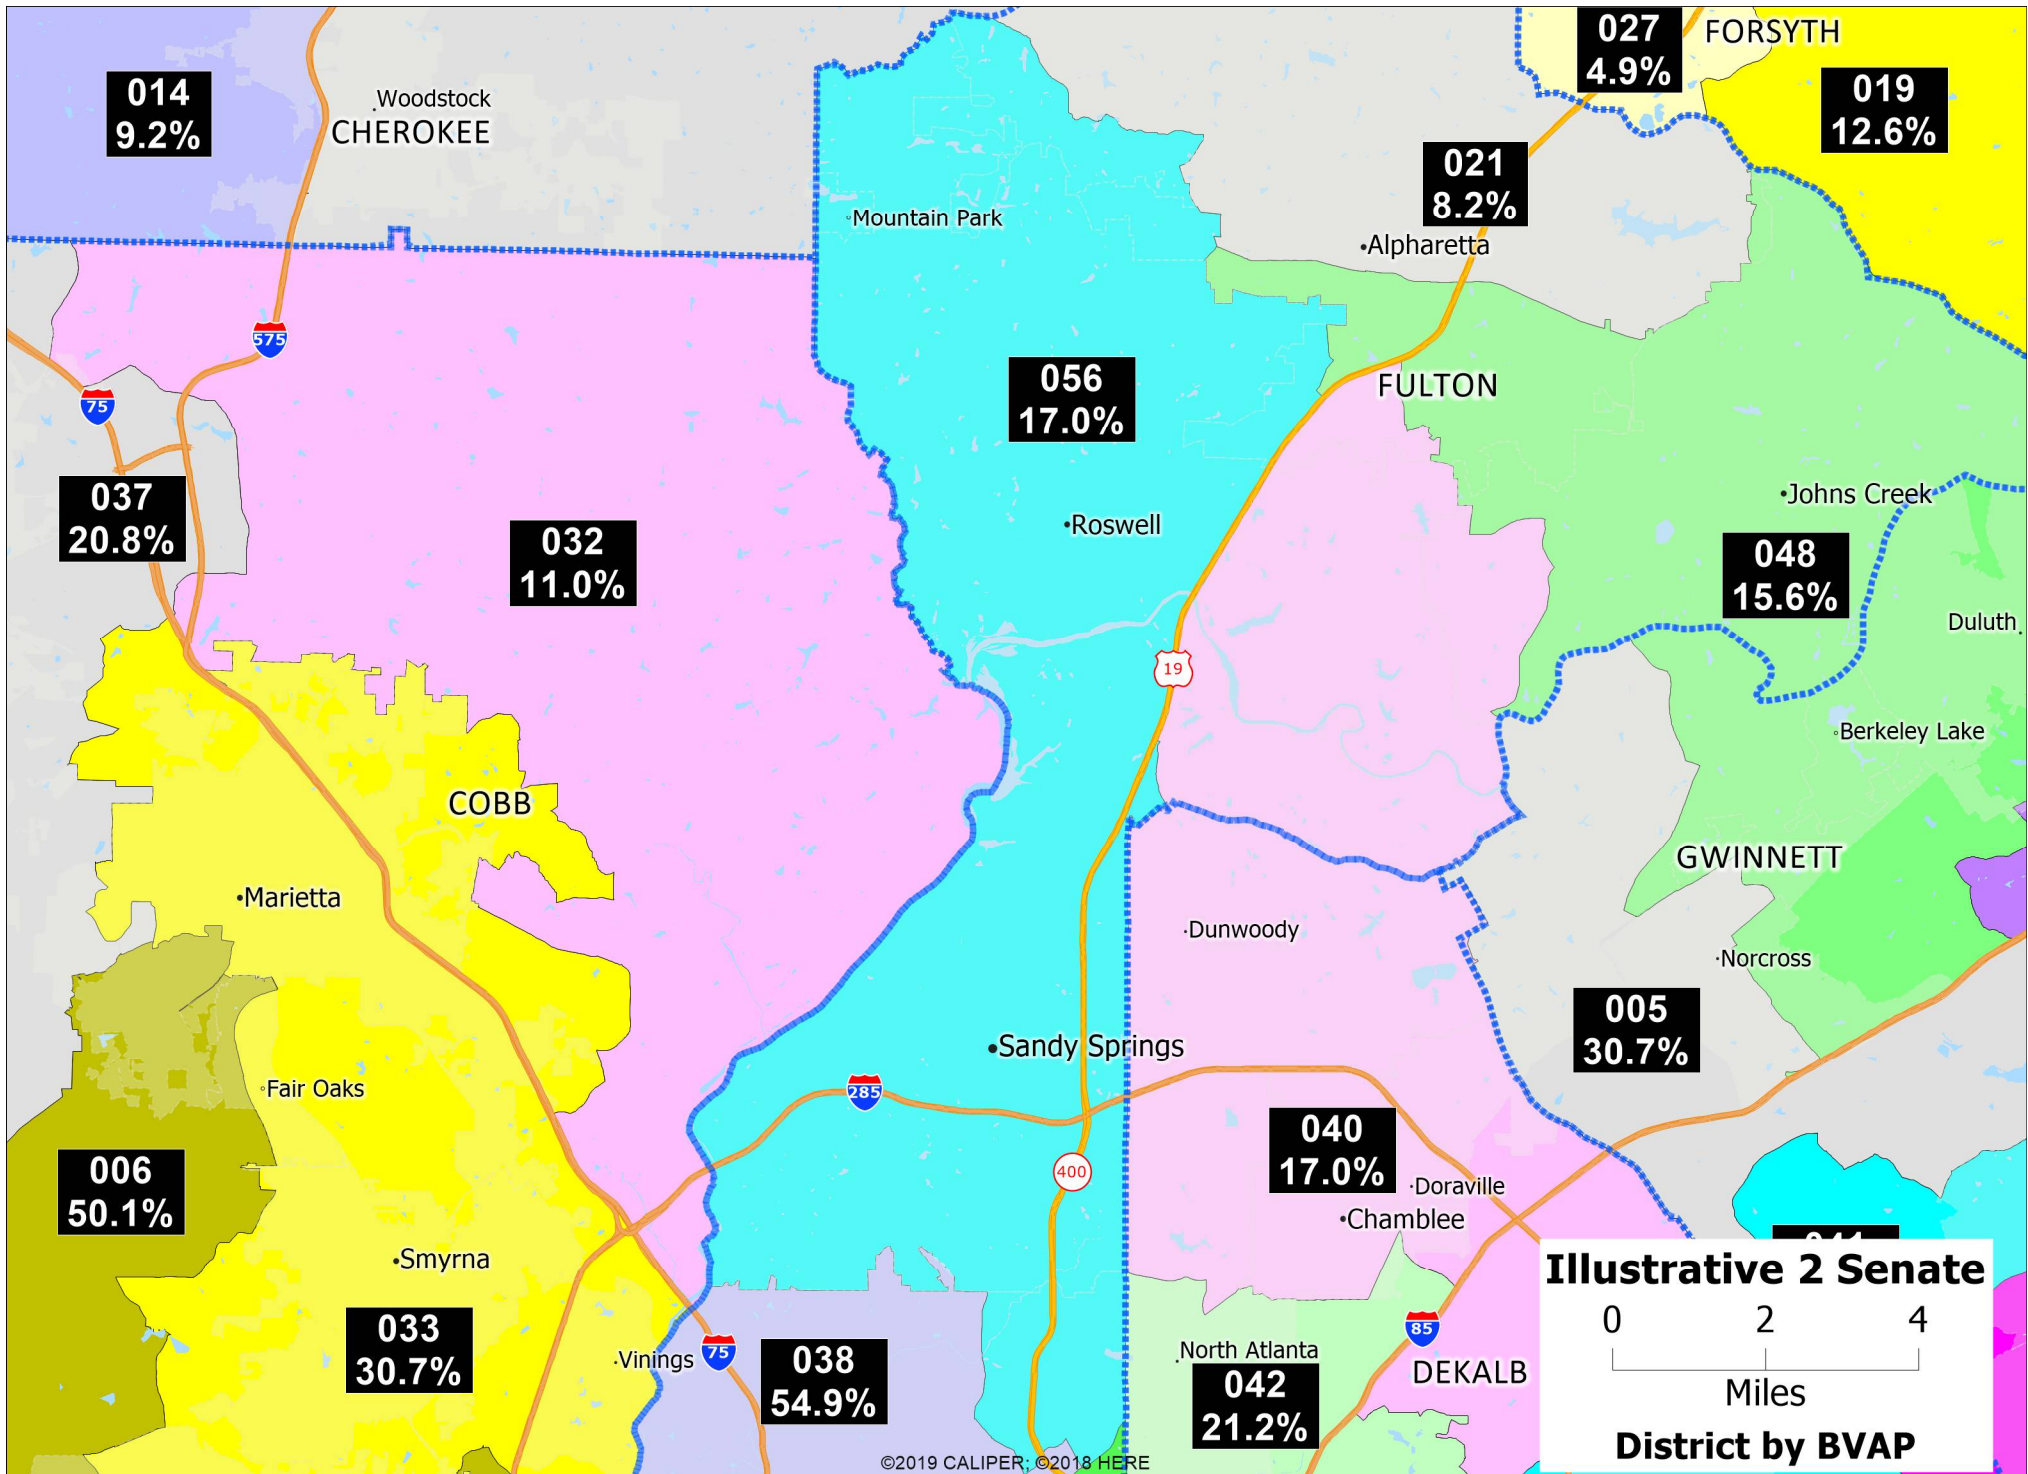 027
4.9%
FORSYTH
014
9.2%
Woodstock
CHEROKEE
019
12.6%
021
8.2%
Mountain Park
Alpharetta
575
75
056
17.0%
FULTON
037
20.8%
032
11.0%
Roswell
Johns Creek
048
15.6%
Duluth
19
Berkeley Lake
COBB
GWINNETT
Marietta
Dunwoody
Norcross
005
30.7%
Sandy Springs
Fair Oaks
285
040
17.0%
006
50.1%
400
Doraville
Chamblee
Smyrna
033
30.7%
Vinings
75
038
54.9%
North Atlanta
042
21.2%
85
DEKALB
Illustrative 2 Senate
0 2 4
Miles
District by BVAP
©2019 CALIPER; ©2018 HERE